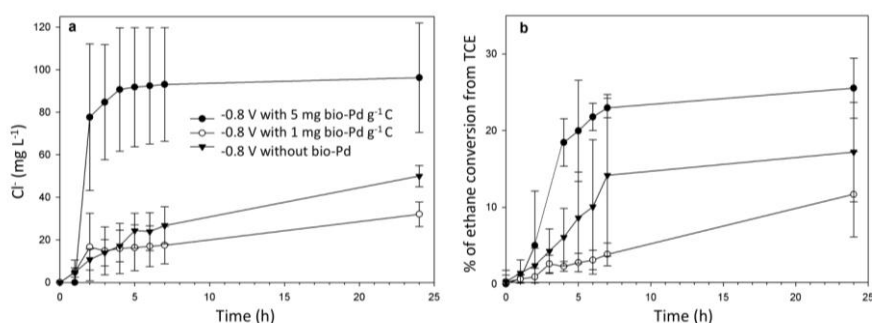 a
Cl⁻ (mg L⁻¹)
120
100
80
60
40
20
0
-0.8 V with 5 mg bio-Pd g⁻¹ C
-0.8 V with 1 mg bio-Pd g⁻¹ C
-0.8 V without bio-Pd
0 5 10 15 20 25
Time (h)
b
% of ethane conversion from TCE
30
20
10
0
0 5 10 15 20 25
Time (h)